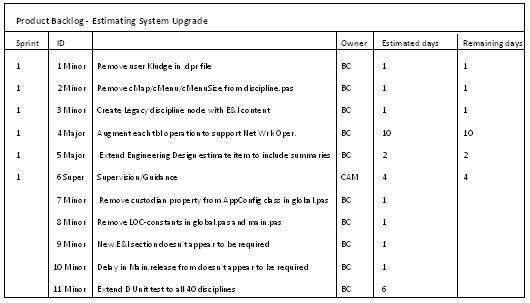 Product Backlog - Estimating System Upgrade
Sprint ID Owner Estimated days Remaining days
1 1 Minor Remove user Kludge in .dpr file BC 1 1
1 2 Minor Remove cMap/cMenu/cMenuSize from discipline.pas BC 1 1
1 3 Minor Create Legacy discipline node with E&I content BC 1 1
1 4 Major Augment each tbl operation to support Net Wrk Oper. BC 10 10
1 5 Major Extend Engineering Design estimate item to include summaries BC 2 2
1 6 Super Supervision/Guidance CAM 4 4
7 Minor Remove custodian property from AppConfig class in global.pas BC 1
8 Minor Remove LOC-constants in global.pas and main.pas BC 1
9 Minor New E&I section doesn't appear to be required BC 1
10 Minor Delay in Main.release from doesn't appear to be required BC 1
11 Minor Extend D Unit test to all 40 disciplines BC 6